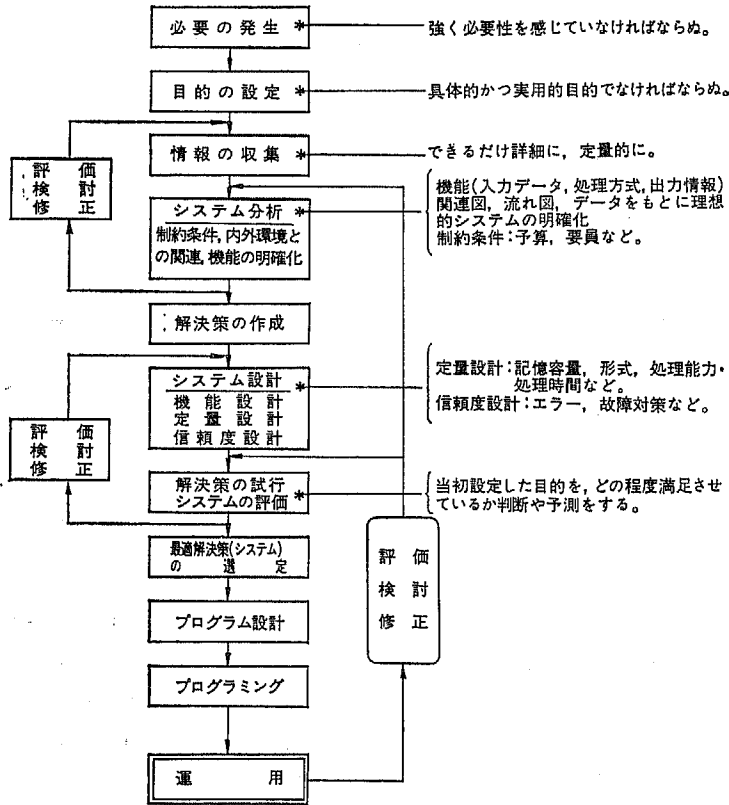 必要の発生 *
強く必要性を感じていなければならぬ。
目的の設定 *
具体的かつ実用的目的でなければならぬ。
情報の収集 *
できるだけ詳細に，定量的に。
評価
検討
修正
システム分析 *
制約条件，内外環境と
の関連，機能の明確化
機能(入力データ，処理方式，出力情報)
関連図，流れ図，データをもとに理想
的システムの明確化
制約条件：予算，要員など。
解決策の作成
システム設計 *
機能設計
定量設計
信頼度設計
定量設計：記憶容量，形式，処理能力・
処理時間など。
信頼度設計：エラー，故障対策など。
評価
検討
修正
解決策の試行
システムの評価 *
当初設定した目的を，どの程度満足させ
ているか判断や予測をする。
最適解決策(システム)
の選定
評価
検討
修正
プログラム設計
プログラミング
運用